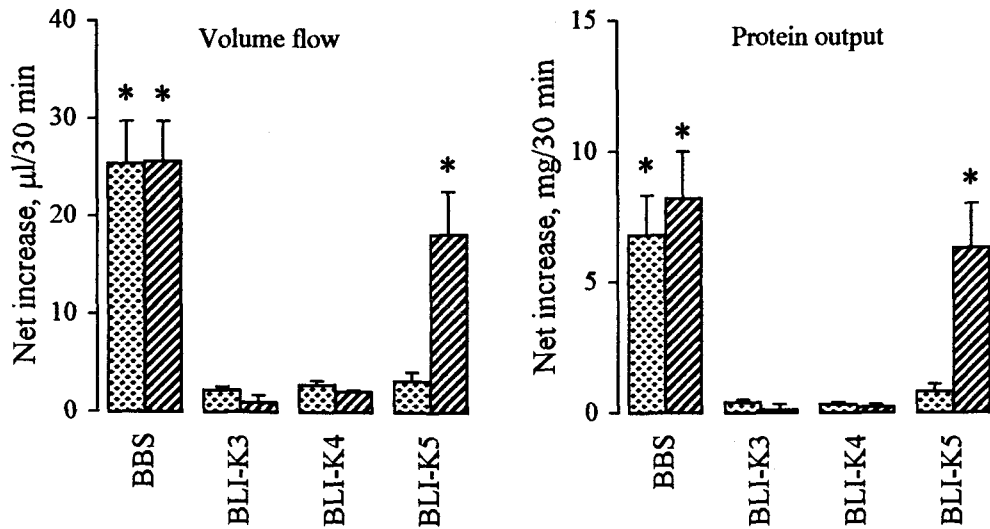 Volume flow
Net increase, µl/30 min
40
30
20
10
0
* *
*
BBS
BLI-K3
BLI-K4
BLI-K5
Protein output
Net increase, mg/30 min
15
10
5
0
*
*
*
BBS
BLI-K3
BLI-K4
BLI-K5